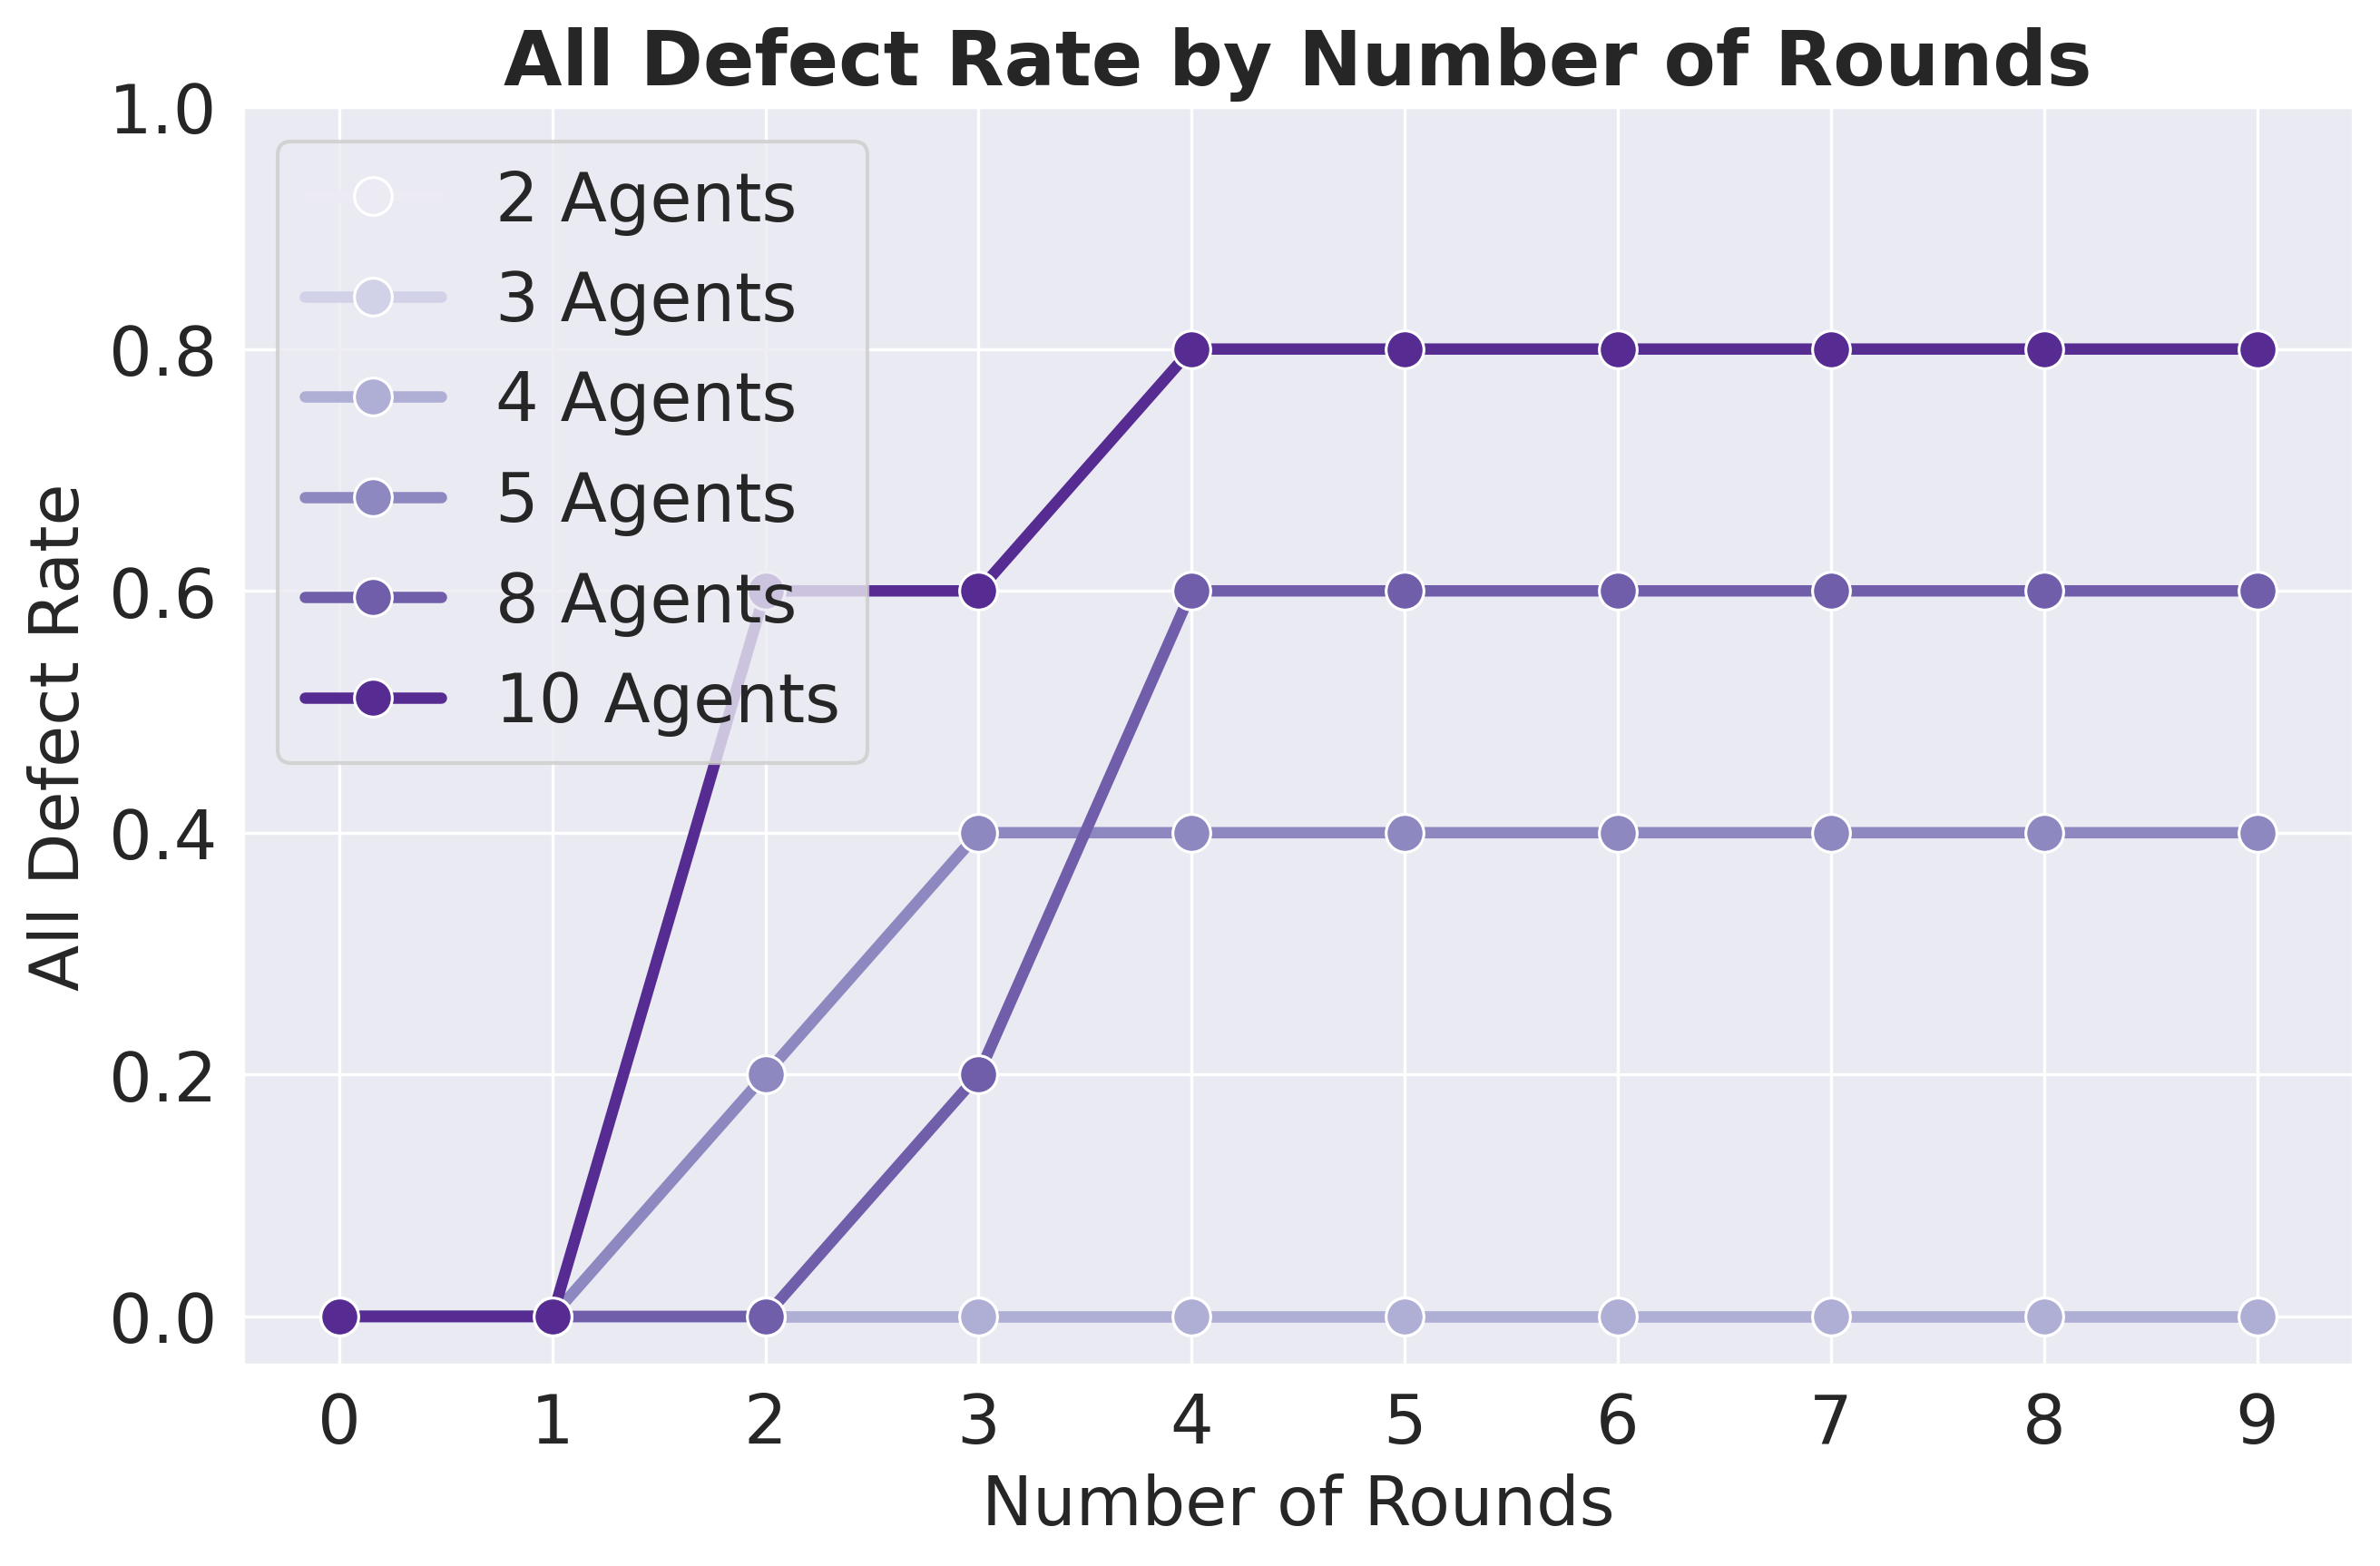 All Defect Rate by Number of Rounds
1.0
0.8
0.6
0.4
0.2
0.0
All Defect Rate
2 Agents
3 Agents
4 Agents
5 Agents
8 Agents
10 Agents
0 1 2 3 4 5 6 7 8 9
Number of Rounds